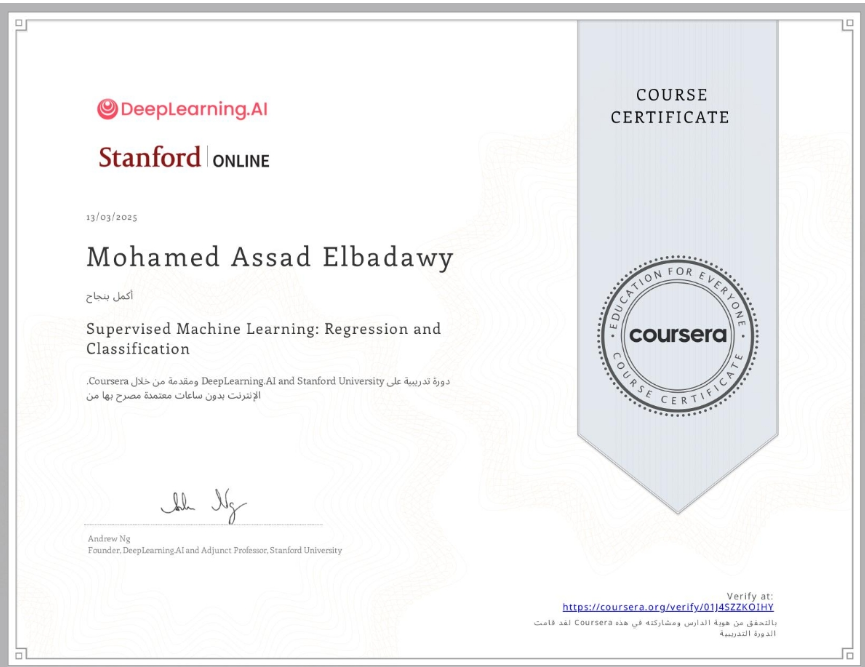 DeepLearning.AI
Stanford ONLINE
COURSE
CERTIFICATE
13/03/2025
Mohamed Assad Elbadawy
أكمل بنجاح
Supervised Machine Learning: Regression and
Classification
دورة تدريبية على DeepLearning.AI and Stanford University ومقدمة من خلال Coursera.
الإنترنت بدون ساعات معتمدة مصرح بها من
EDUCATION FOR EVERYONE
coursera
COURSE CERTIFICATE
Andrew Ng
Founder, DeepLearning.AI and Adjunct Professor, Stanford University
Verify at:
https://coursera.org/verify/01J4SZZKOIHY
بالتحقق من هوية الدارس ومشاركته في هذه Coursera لقد قامت
الدورة التدريبية